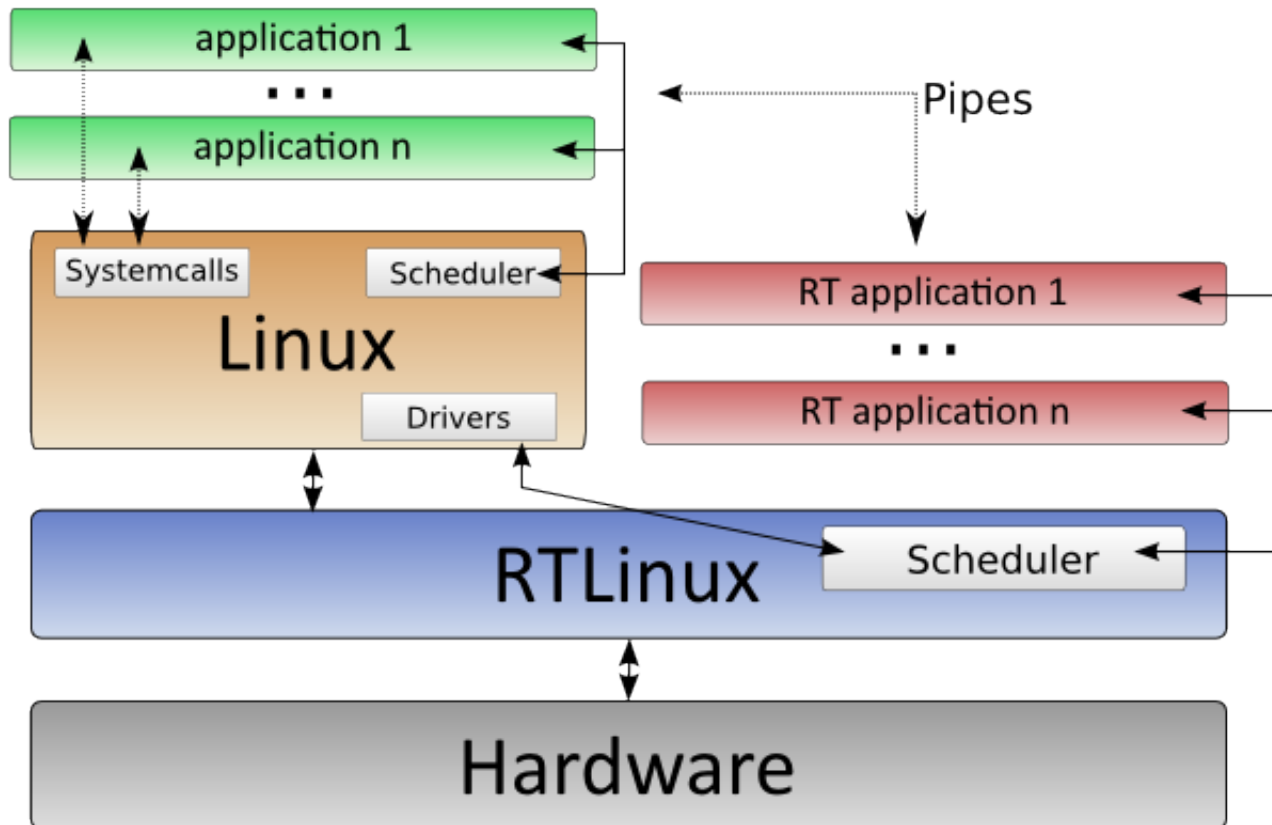 application 1
...
application n
Pipes
Systemcalls
Scheduler
Linux
Drivers
RT application 1
...
RT application n
RTLinux
Scheduler
Hardware